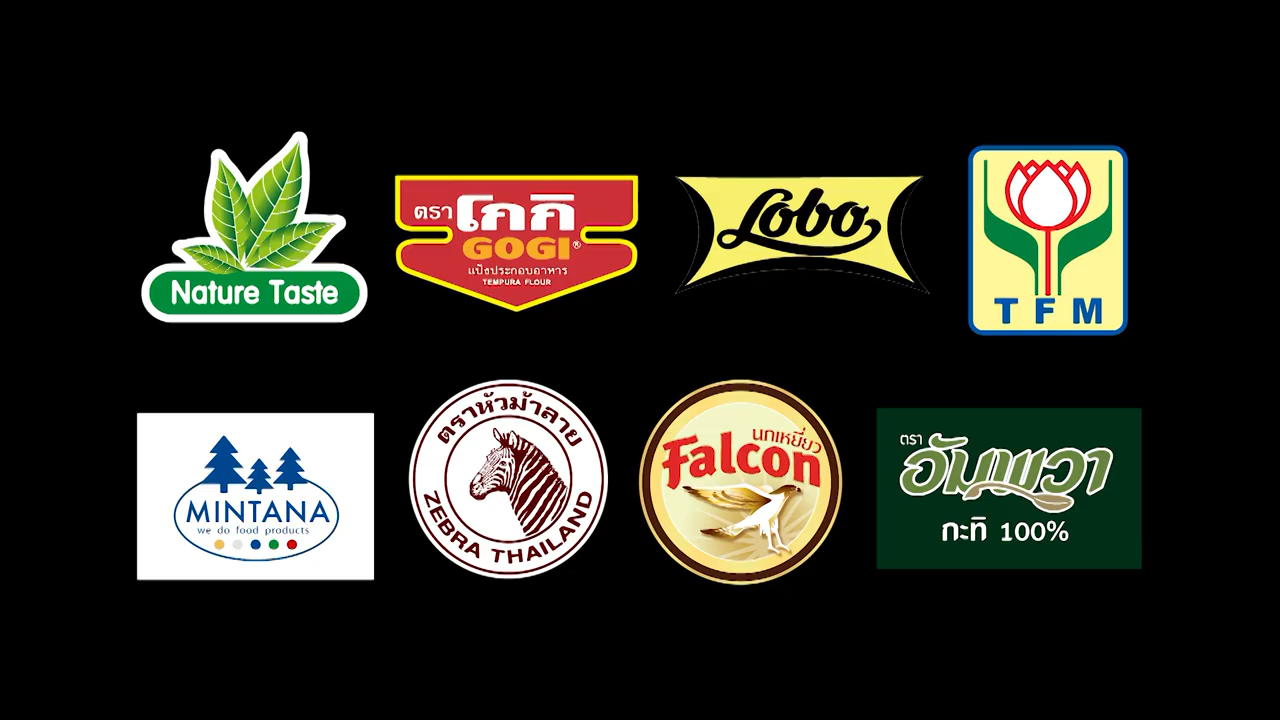 Nature Taste
ตรา โกกิ
GOGI®
แป้งประกอบอาหาร
TEMPURA FLOUR
Lobo
T F M
MINTANA
we do food products
ตราหัวม้าลาย
ZEBRA THAILAND
นกเหยี่ยว
Falcon
ตรา
อัมพวา
กะทิ 100%